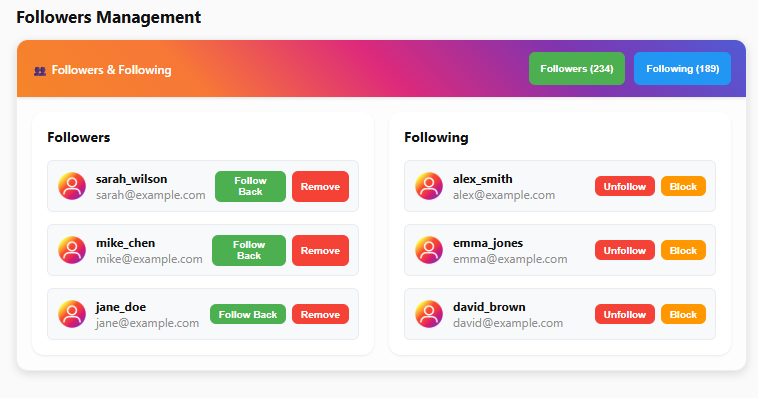 Followers Management
Followers & Following
Followers (234)
Following (189)
Followers
sarah_wilson
sarah@example.com
Follow
Back
Remove
mike_chen
mike@example.com
Follow
Back
Remove
jane_doe
jane@example.com
Follow Back
Remove
Following
alex_smith
alex@example.com
Unfollow
Block
emma_jones
emma@example.com
Unfollow
Block
david_brown
david@example.com
Unfollow
Block